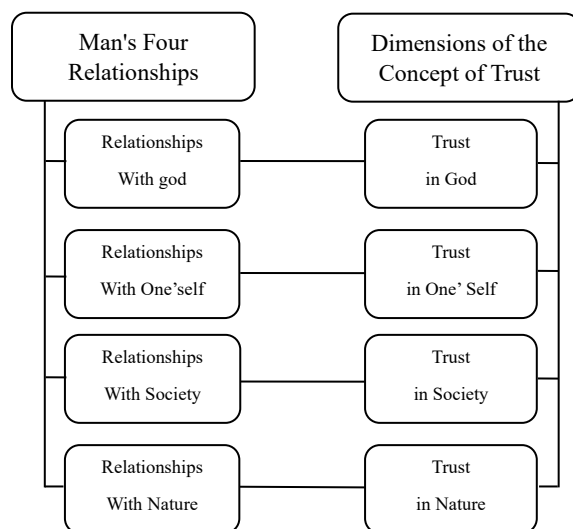 Man's Four
Relationships
Dimensions of the
Concept of Trust
Relationships
With god
Trust
in God
Relationships
With One’self
Trust
in One’ Self
Relationships
With Society
Trust
in Society
Relationships
With Nature
Trust
in Nature